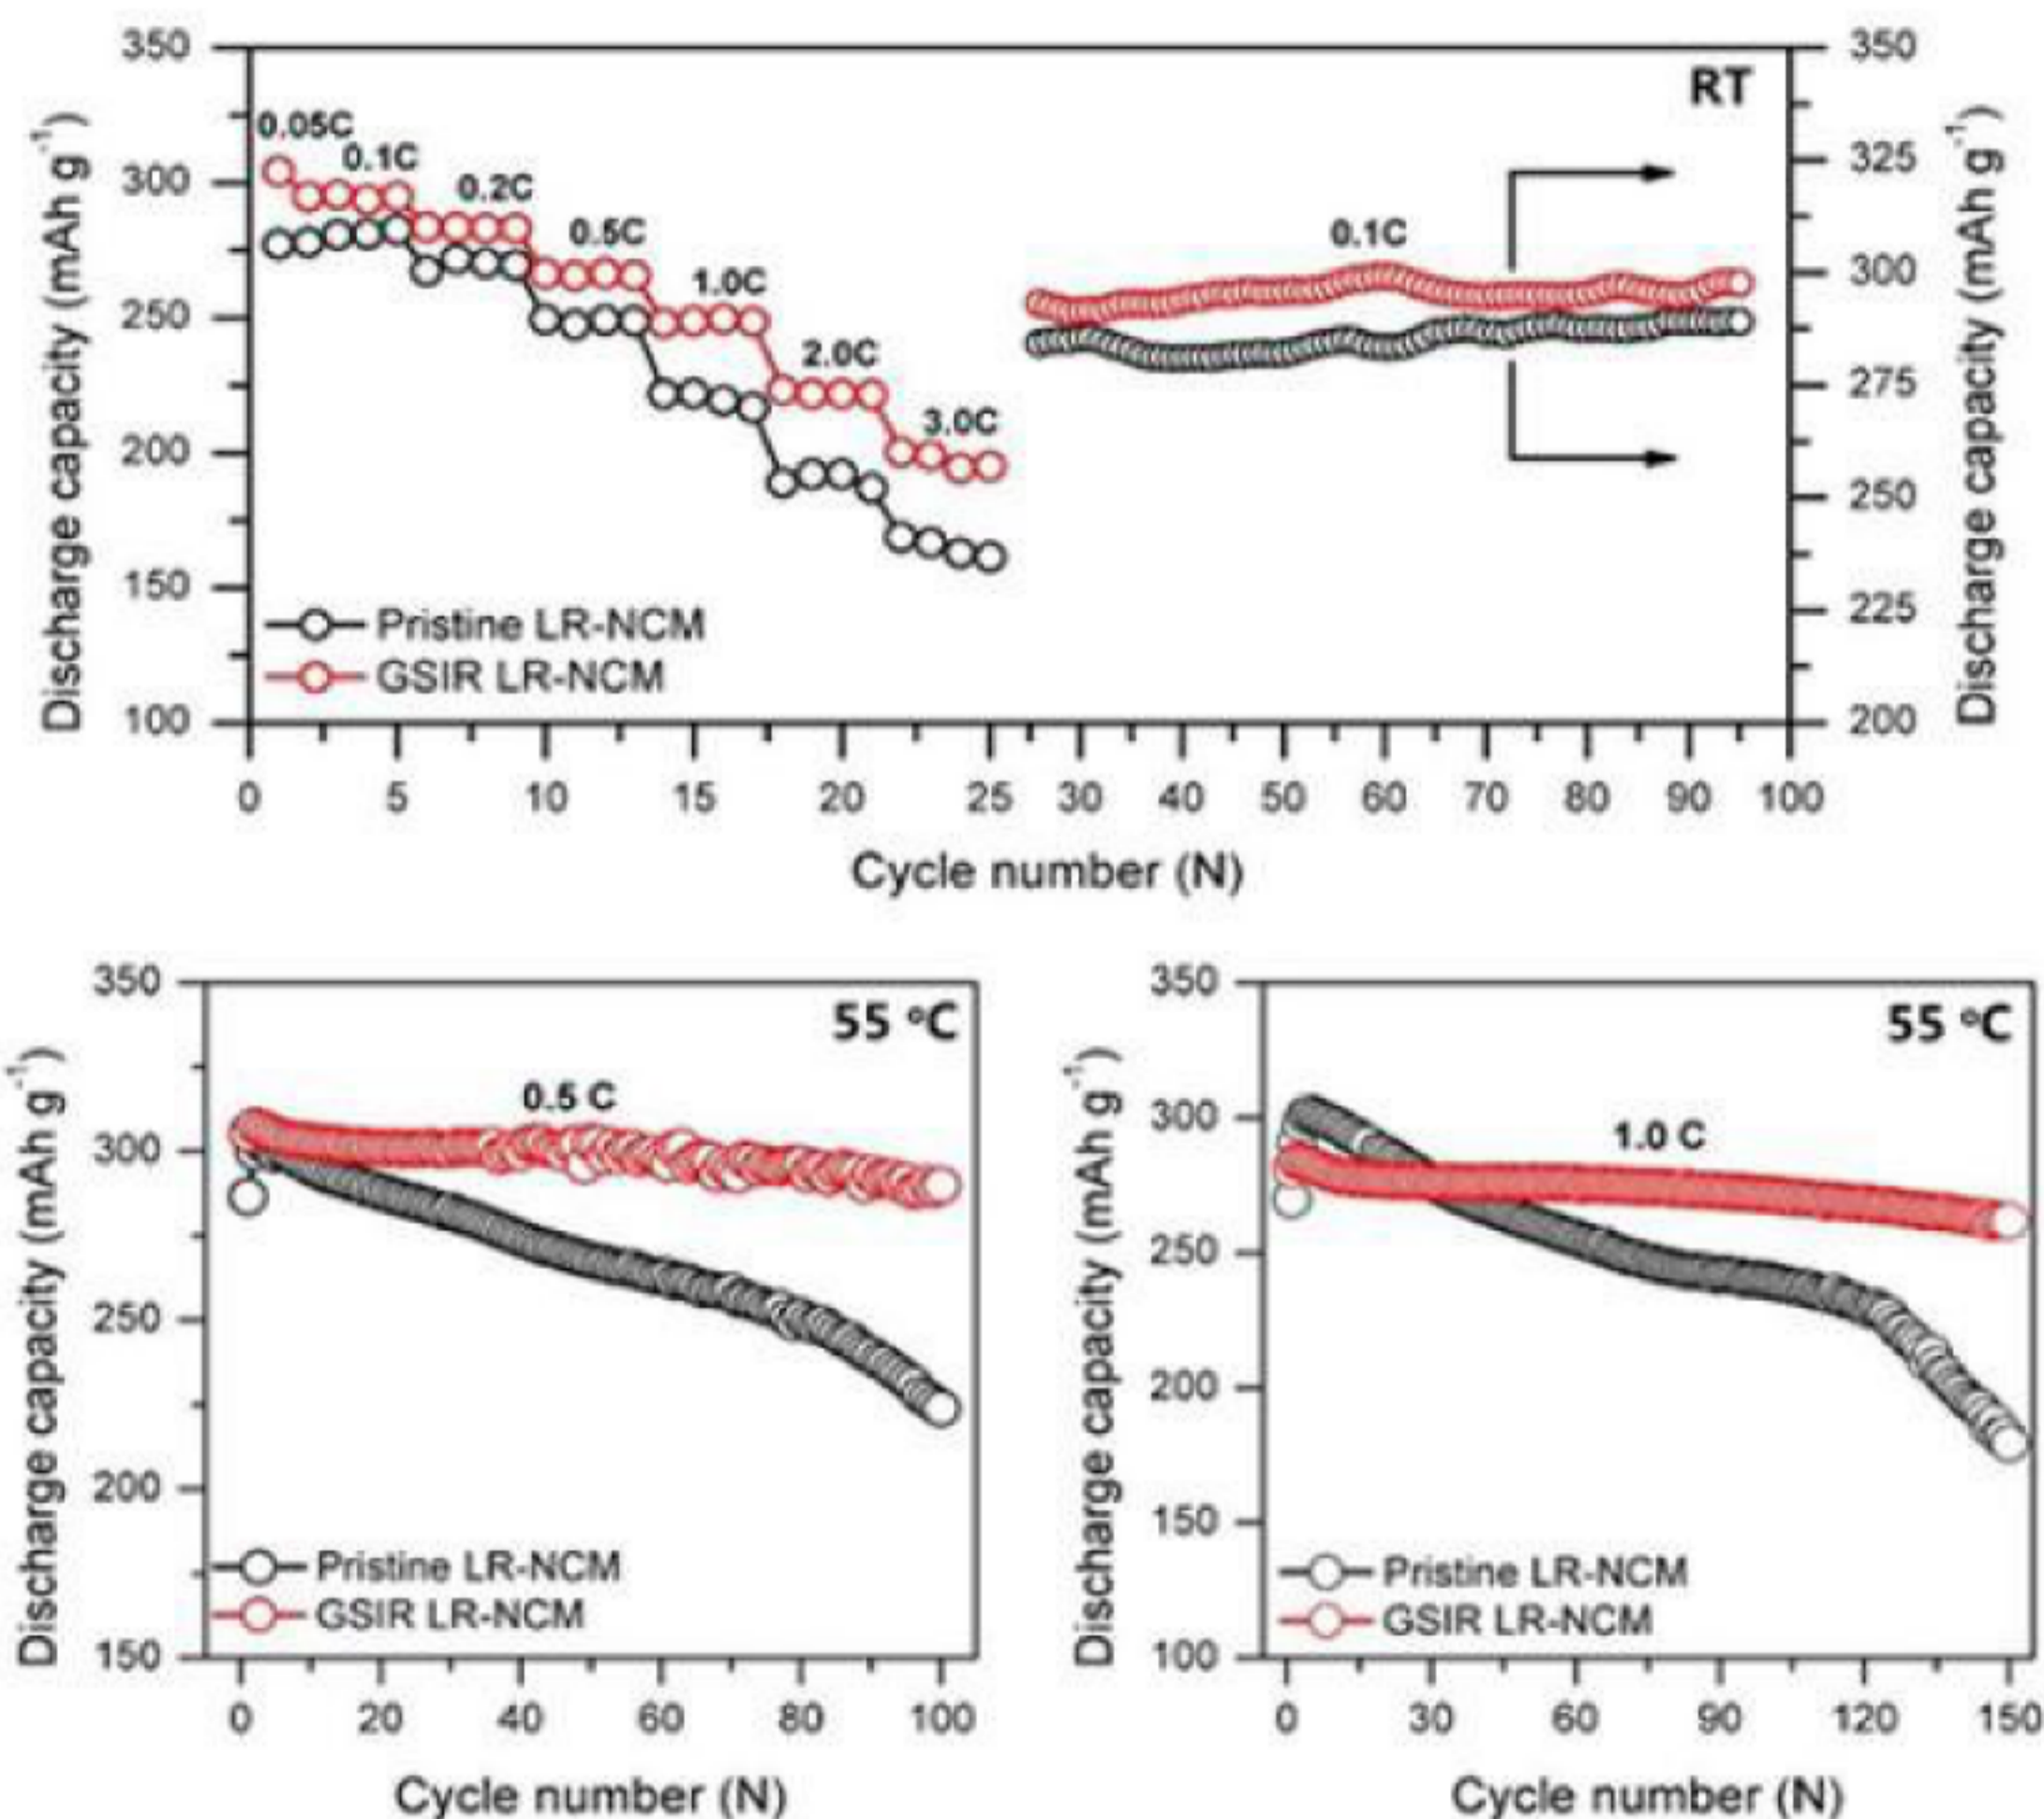 350
300
250
200
150
100
Discharge capacity (mAh g⁻¹)
0.05C
0.1C
0.2C
0.5C
1.0C
2.0C
3.0C
0.1C
RT
350
325
300
275
250
225
200
Discharge capacity (mAh g⁻¹)
Pristine LR-NCM
GSIR LR-NCM
0 5 10 15 20 25 30 40 50 60 70 80 90 100
Cycle number (N)
350
300
250
200
150
Discharge capacity (mAh g⁻¹)
55 °C
0.5 C
Pristine LR-NCM
GSIR LR-NCM
0 20 40 60 80 100
Cycle number (N)
350
300
250
200
150
100
Discharge capacity (mAh g⁻¹)
55 °C
1.0 C
Pristine LR-NCM
GSIR LR-NCM
0 30 60 90 120 150
Cycle number (N)